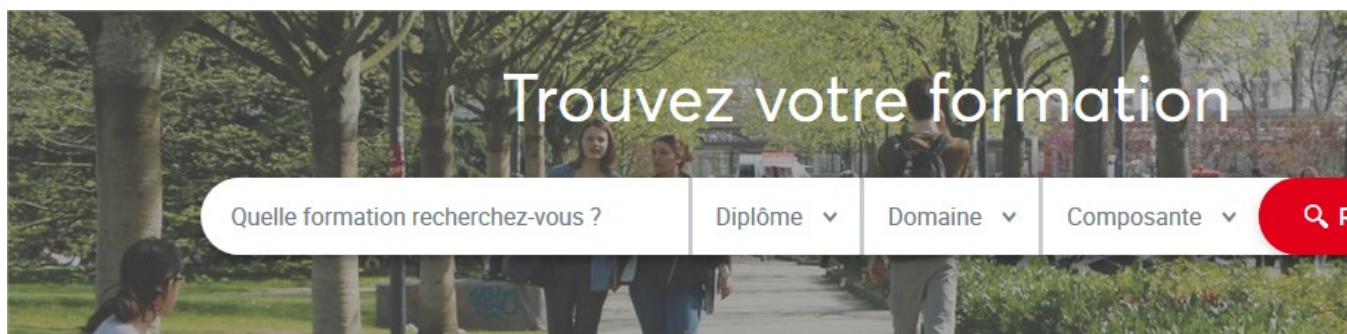 Trouvez votre formation
Quelle formation recherchez-vous ? Diplôme Domaine Composante